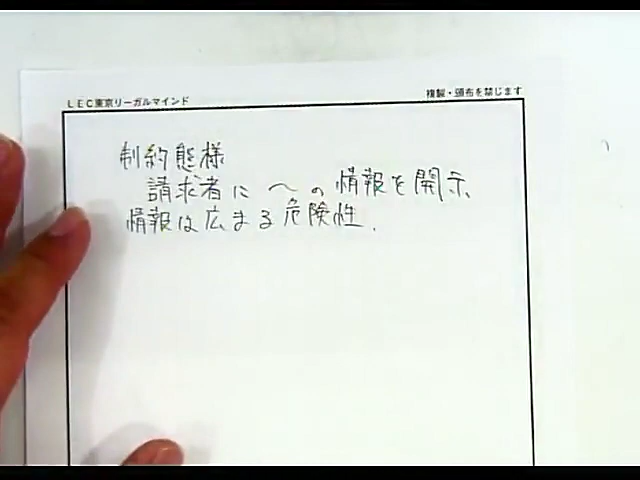 LEC東京リーガルマインド
複製・頒布を禁じます
制約態様
請求者に 〜の情報を開示、
情報は広まる危険性.